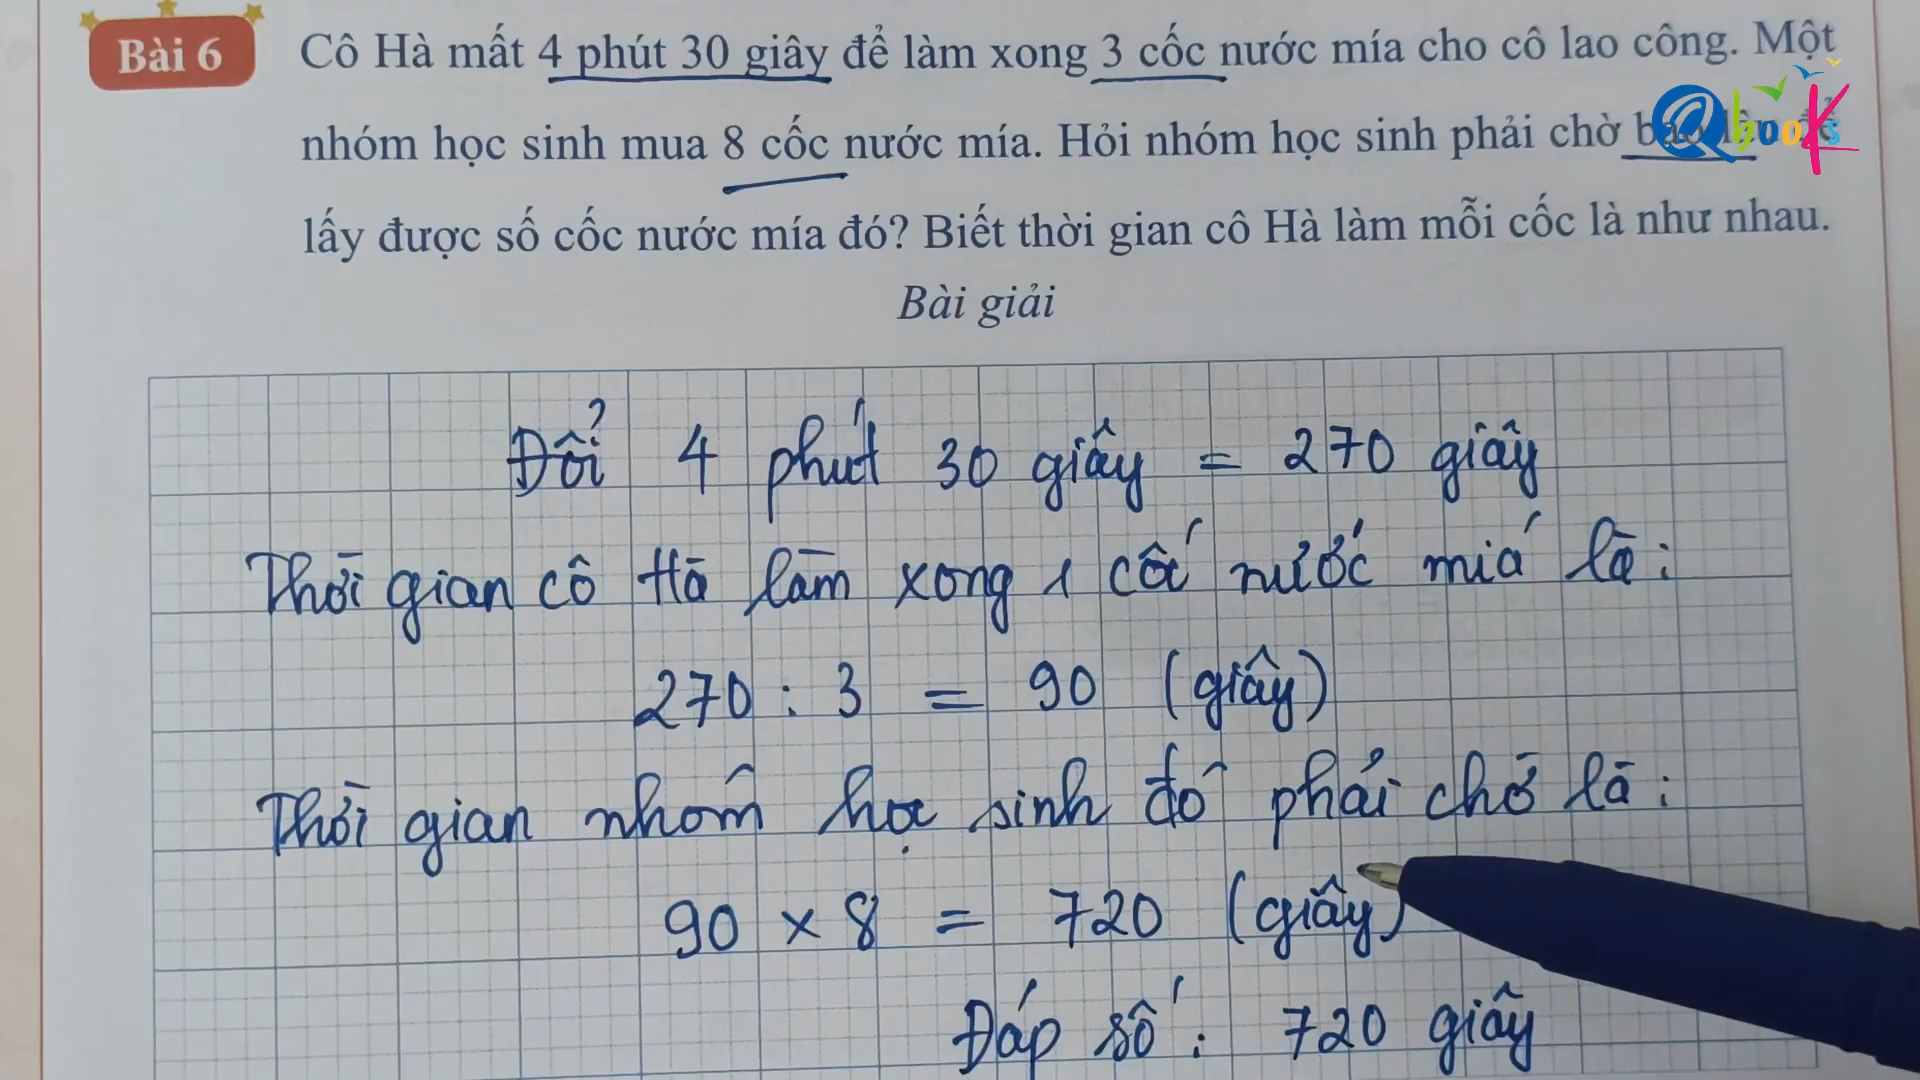 Bài 6
Cô Hà mất 4 phút 30 giây để làm xong 3 cốc nước mía cho cô lao công. Một
nhóm học sinh mua 8 cốc nước mía. Hỏi nhóm học sinh phải chờ
Qbooks
lấy được số cốc nước mía đó? Biết thời gian cô Hà làm mỗi cốc là như nhau.
Bài giải
Đổi 4 phút 30 giây = 270 giây
Thời gian cô Hà làm xong 1 cốc nước mía là:
270 : 3 = 90 (giây)
Thời gian nhóm học sinh đó phải chờ là:
90 × 8 = 720 (giây)
Đáp số: 720 giây